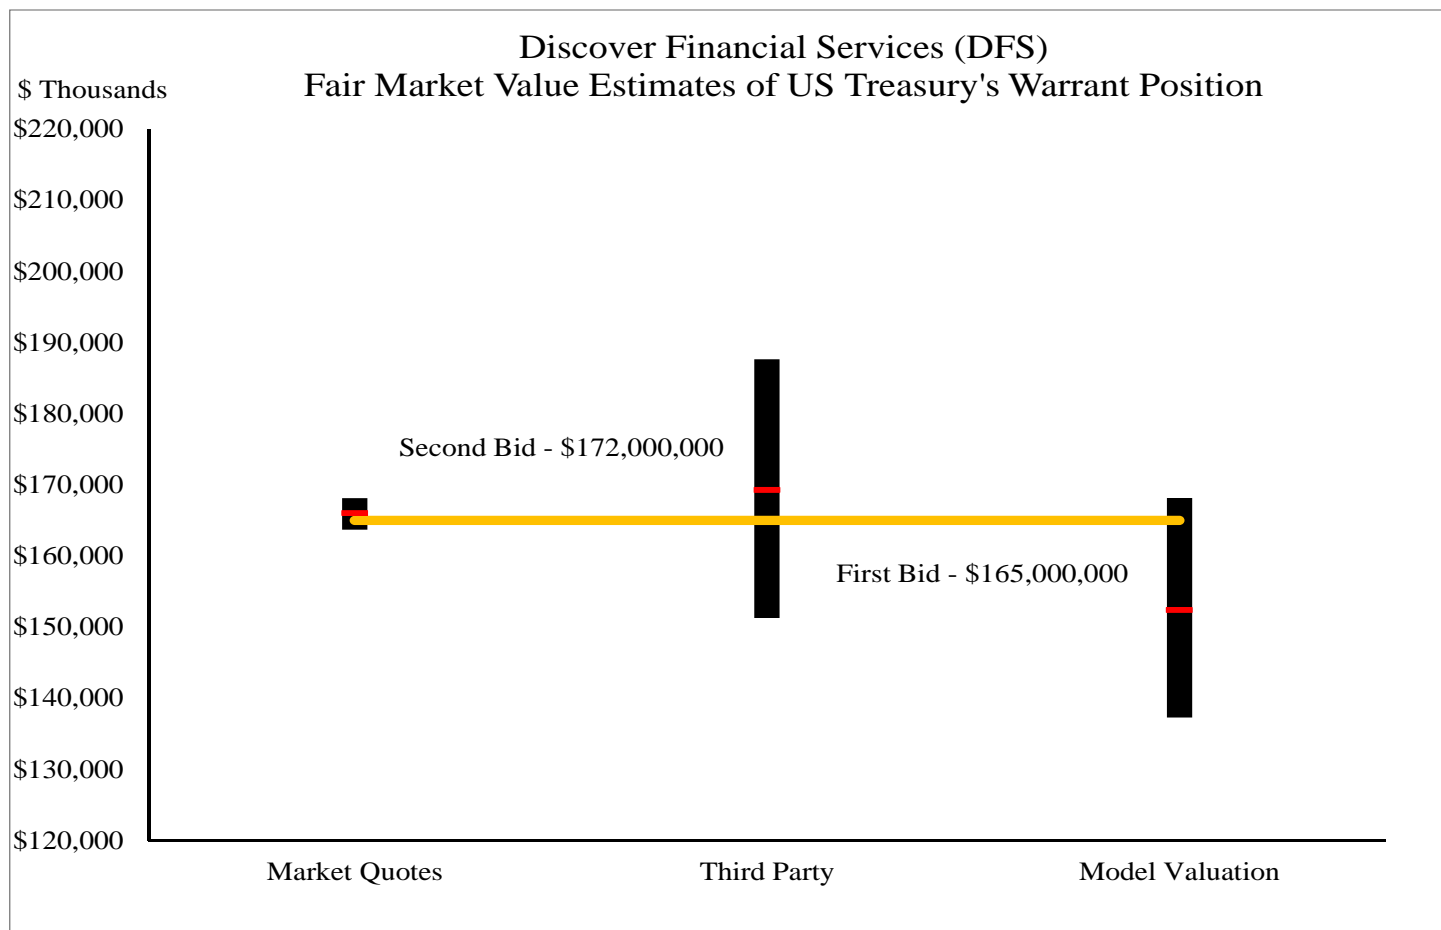 Discover Financial Services (DFS)
Fair Market Value Estimates of US Treasury's Warrant Position
$ Thousands
$220,000
$210,000
$200,000
$190,000
$180,000
Second Bid - $172,000,000
$170,000
$160,000
First Bid - $165,000,000
$150,000
$140,000
$130,000
$120,000
Market Quotes
Third Party
Model Valuation